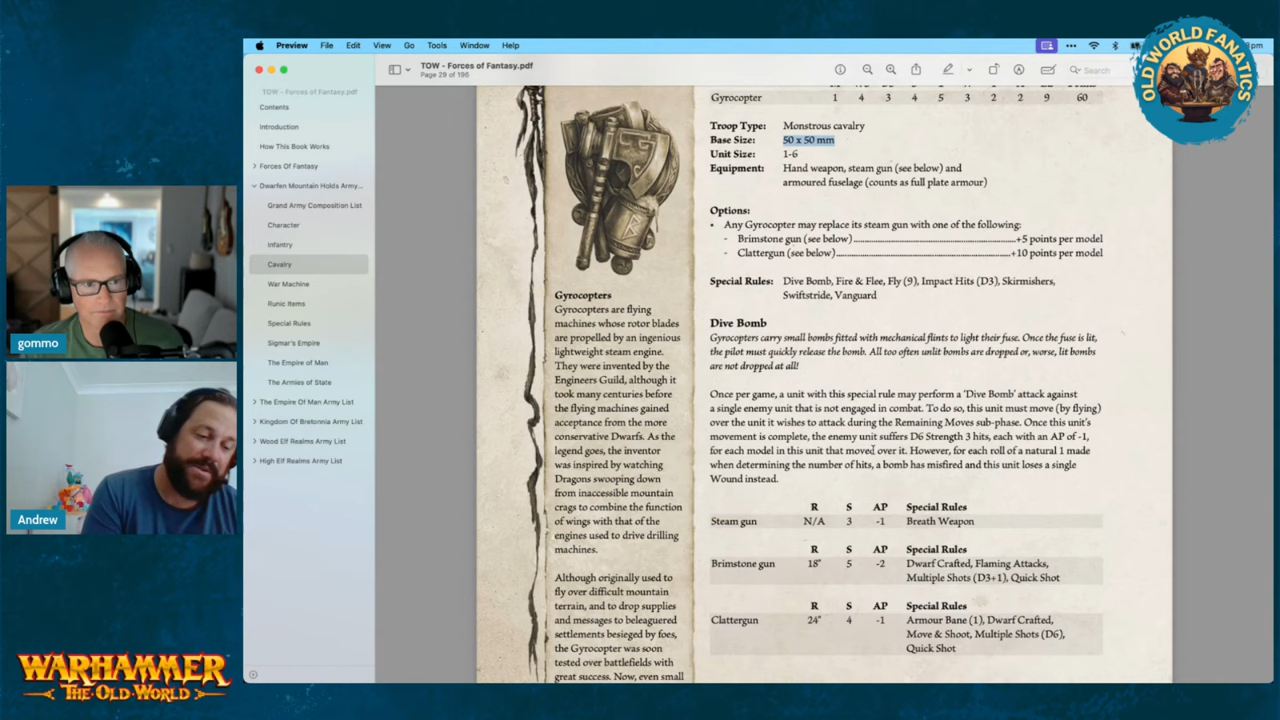 Preview File Edit View Go Tools Window Help
TOW - Forces of Fantasy.pdf
Page 29 of 196
Search
OLD WORLD FANATICS
TOW - Forces of Fantasy.pdf
Contents
Introduction
How This Book Works
Forces Of Fantasy
Dwarfen Mountain Holds Army...
Grand Army Composition List
Character
Infantry
Cavalry
War Machine
Runic Items
Special Rules
Sigmar's Empire
The Empire of Man
The Armies of State
The Empire Of Man Army List
Kingdom Of Bretonnia Army List
Wood Elf Realms Army List
High Elf Realms Army List
gommo
Andrew
WARHAMMER
THE·OLD·WORLD
Gyrocopters
Gyrocopters are flying
machines whose rotor blades
are propelled by an ingenious
lightweight steam engine.
They were invented by the
Engineers Guild, although it
took many centuries before
the flying machines gained
acceptance from the more
conservative Dwarfs. As the
legend goes, the inventor
was inspired by watching
Dragons swooping down
from inaccessible mountain
crags to combine the function
of wings with that of the
engines used to drive drilling
machines.
Although originally used to
fly over difficult mountain
terrain, and to drop supplies
and messages to beleaguered
settlements besieged by foes,
the Gyrocopter was soon
tested over battlefields with
great success. Now, even small
Gyrocopter 1 4 3 4 5 3 2 2 9 60
Troop Type: Monstrous cavalry
Base Size: 50 x 50 mm
Unit Size: 1-6
Equipment: Hand weapon, steam gun (see below) and
armoured fuselage (counts as full plate armour)
Options:
• Any Gyrocopter may replace its steam gun with one of the following:
- Brimstone gun (see below)...+5 points per model
- Clattergun (see below)...+10 points per model
Special Rules: Dive Bomb, Fire & Flee, Fly (9), Impact Hits (D3), Skirmishers,
Swiftstride, Vanguard
Dive Bomb
Gyrocopters carry small bombs fitted with mechanical flints to light their fuse. Once the fuse is lit,
the pilot must quickly release the bomb. All too often unlit bombs are dropped or, worse, lit bombs
are not dropped at all!
Once per game, a unit with this special rule may perform a 'Dive Bomb' attack against
a single enemy unit that is not engaged in combat. To do so, this unit must move (by flying)
over the unit it wishes to attack during the Remaining Moves sub-phase. Once this unit's
movement is complete, the enemy unit suffers D6 Strength 3 hits, each with an AP of -1,
for each model in this unit that moved over it. However, for each roll of a natural 1 made
when determining the number of hits, a bomb has misfired and this unit loses a single
Wound instead.
R S AP Special Rules
Steam gun N/A 3 -1 Breath Weapon
R S AP Special Rules
Brimstone gun 18" 5 -2 Dwarf Crafted, Flaming Attacks,
Multiple Shots (D3+1), Quick Shot
R S AP Special Rules
Clattergun 24" 4 -1 Armour Bane (1), Dwarf Crafted,
Move & Shoot, Multiple Shots (D6),
Quick Shot